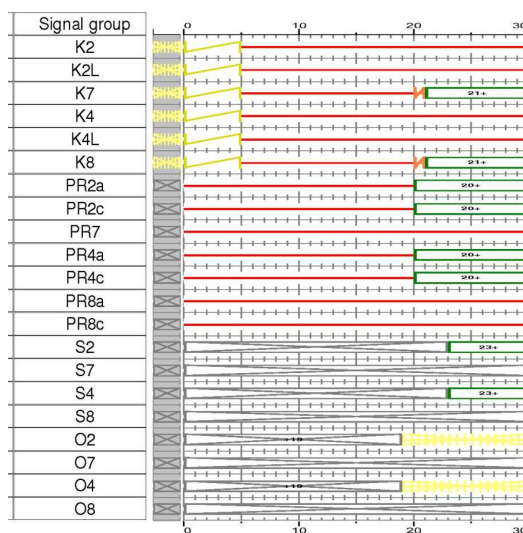 Signal group 0 10 20 30
K2
K2L
K7 21+
K4
K4L
K8 21+
PR2a 20+
PR2c 20+
PR7
PR4a 20+
PR4c 20+
PR8a
PR8c
S2 23+
S7
S4 23+
S8
O2 +19
O7
O4 +19
O8
0 10 20 30